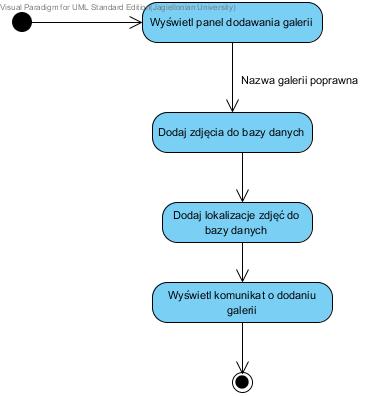 Visual Paradigm for UML Standard Edition(Jagiellonian University)
Wyświetl panel dodawania galerii
Nazwa galerii poprawna
Dodaj zdjęcia do bazy danych
Dodaj lokalizacje zdjęć do
bazy danych
Wyświetl komunikat o dodaniu
galerii